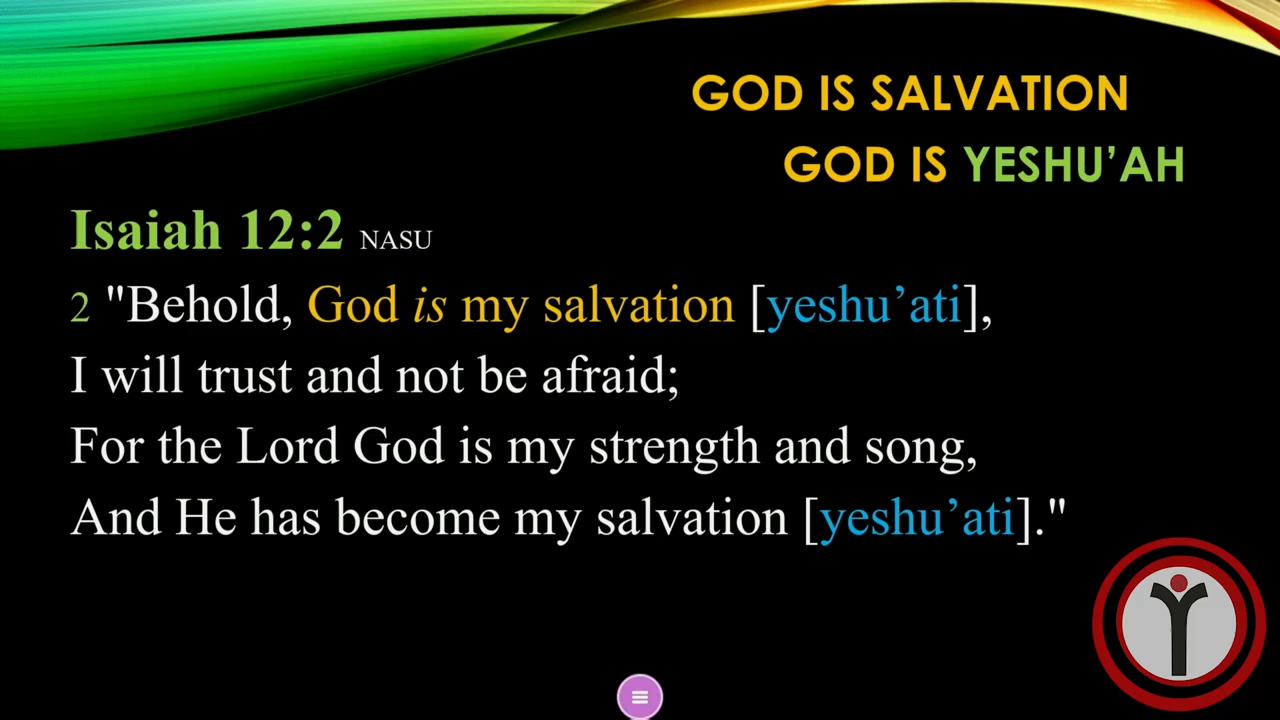 GOD IS SALVATION
GOD IS YESHU’AH
Isaiah 12:2 NASU
2 "Behold, God is my salvation [yeshu’ati],
I will trust and not be afraid;
For the Lord God is my strength and song,
And He has become my salvation [yeshu’ati]."